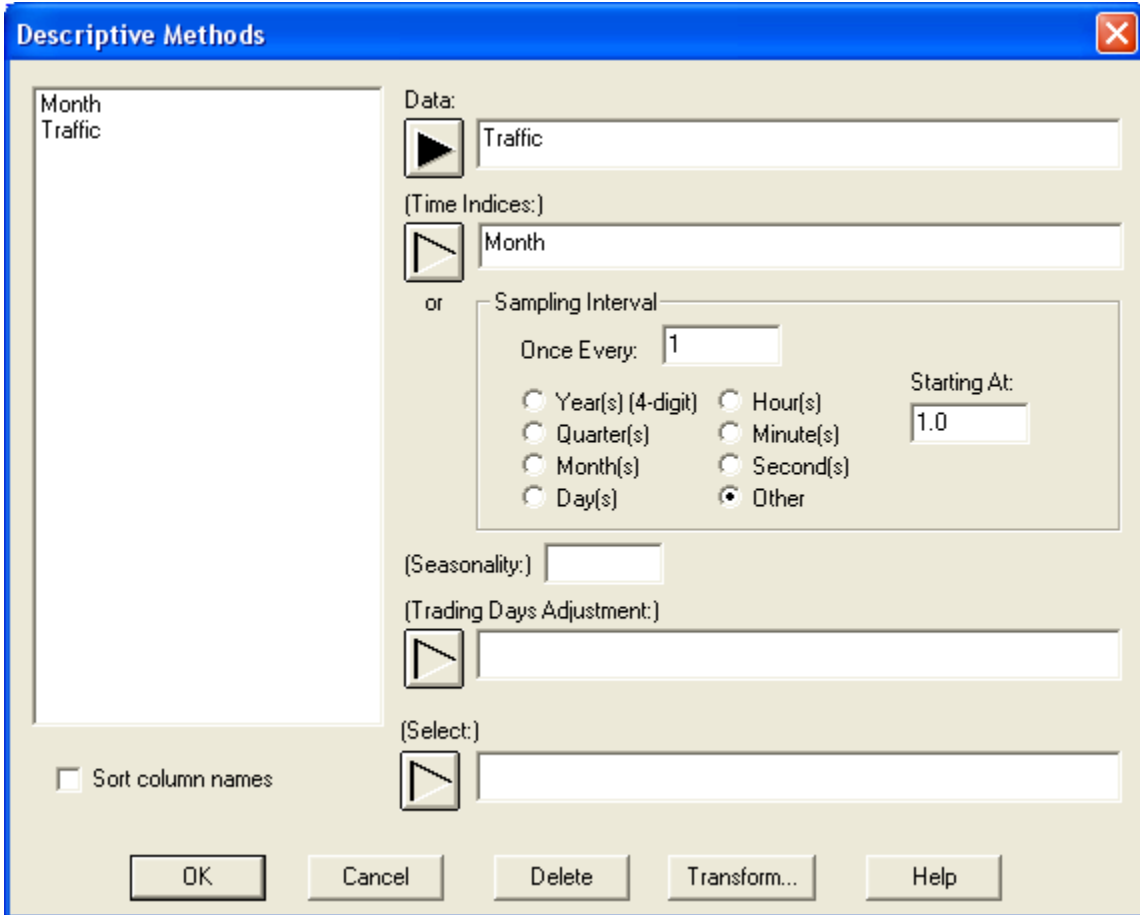 Descriptive Methods
Month
Traffic
Data:
Traffic
(Time Indices:)
Month
or
Sampling Interval
Once Every: 1
Year(s) (4-digit)
Quarter(s)
Month(s)
Day(s)
Hour(s)
Minute(s)
Second(s)
Other
Starting At:
1.0
(Seasonality:)
(Trading Days Adjustment:)
(Select:)
Sort column names
OK Cancel Delete Transform... Help